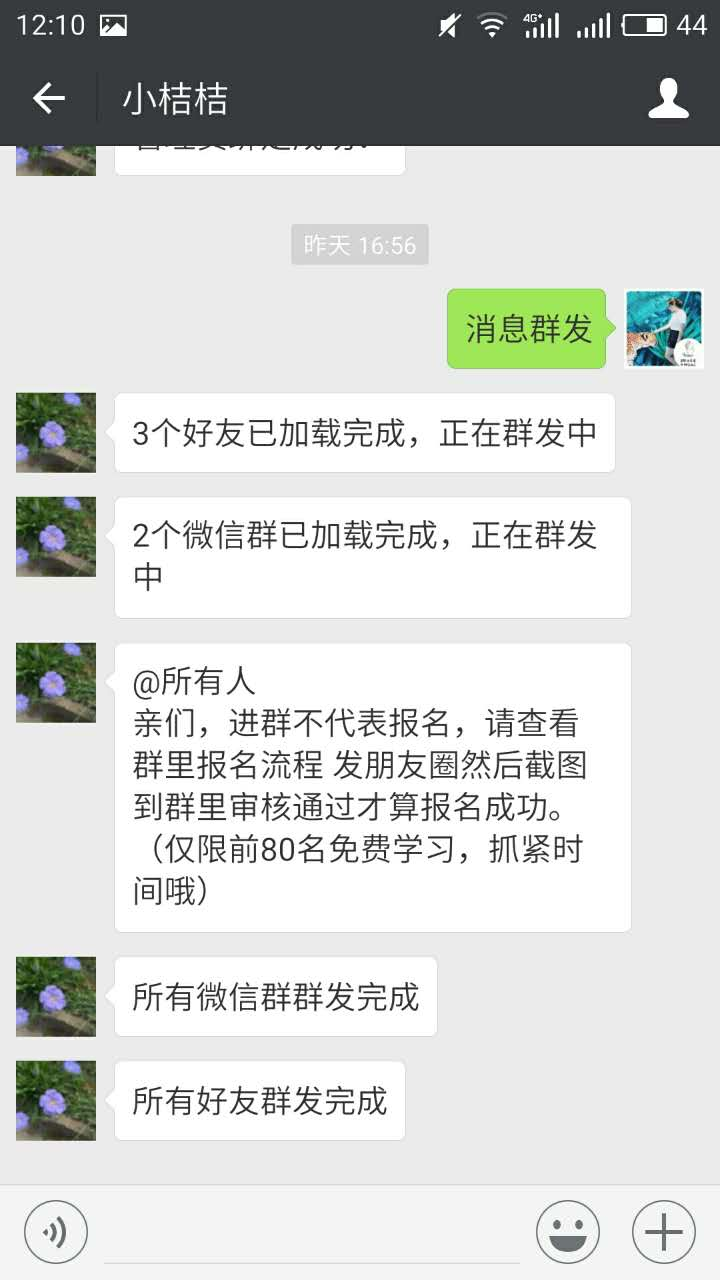 12:10
4G+
44
小桔桔
昨天 16:56
消息群发
3个好友已加载完成，正在群发中
2个微信群已加载完成，正在群发
中
@所有人
亲们，进群不代表报名，请查看
群里报名流程 发朋友圈然后截图
到群里审核通过才算报名成功。
（仅限前80名免费学习，抓紧时
间哦）
所有微信群群发完成
所有好友群发完成